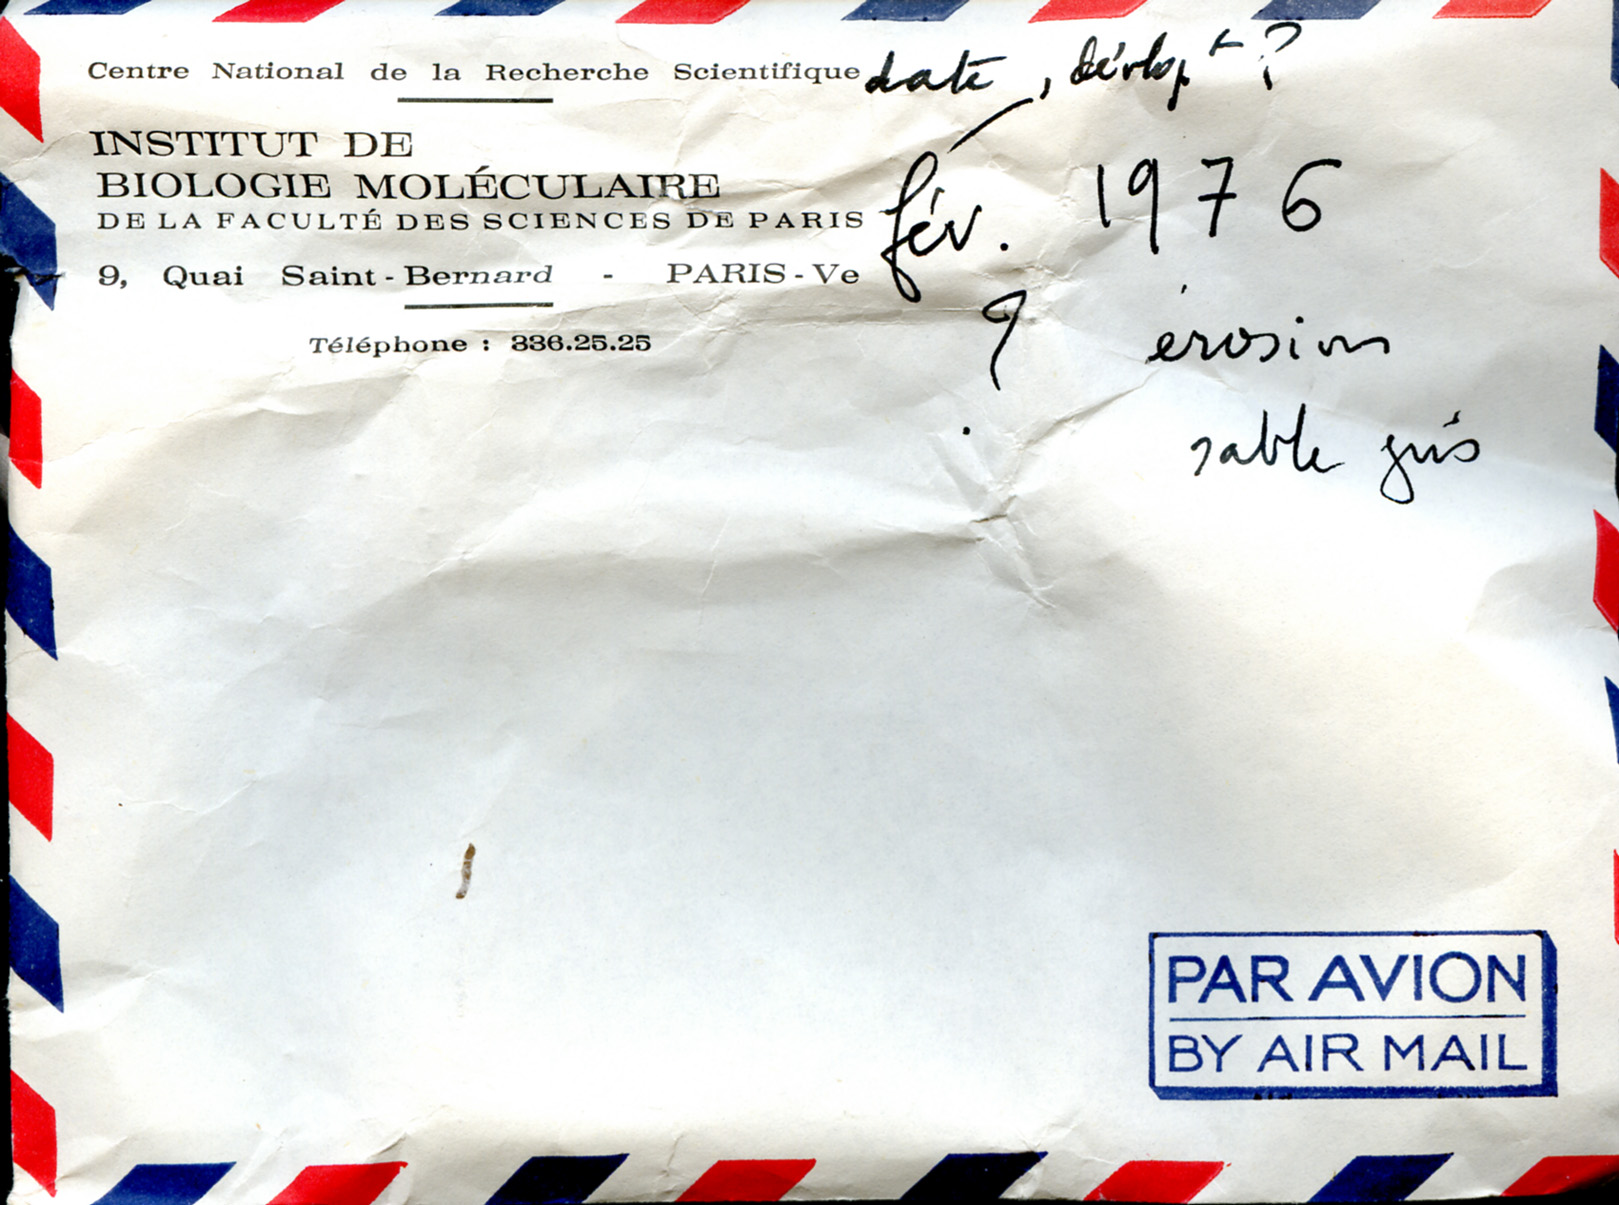 Centre National de la Recherche Scientifique
INSTITUT DE
BIOLOGIE MOLÉCULAIRE
DE LA FACULTÉ DES SCIENCES DE PARIS
9, Quai Saint-Bernard - PARIS-Ve
Téléphone : 336.25.25
date, dévlopt ?
fév. 1976
?
érosion
sable gris
PAR AVION
BY AIR MAIL